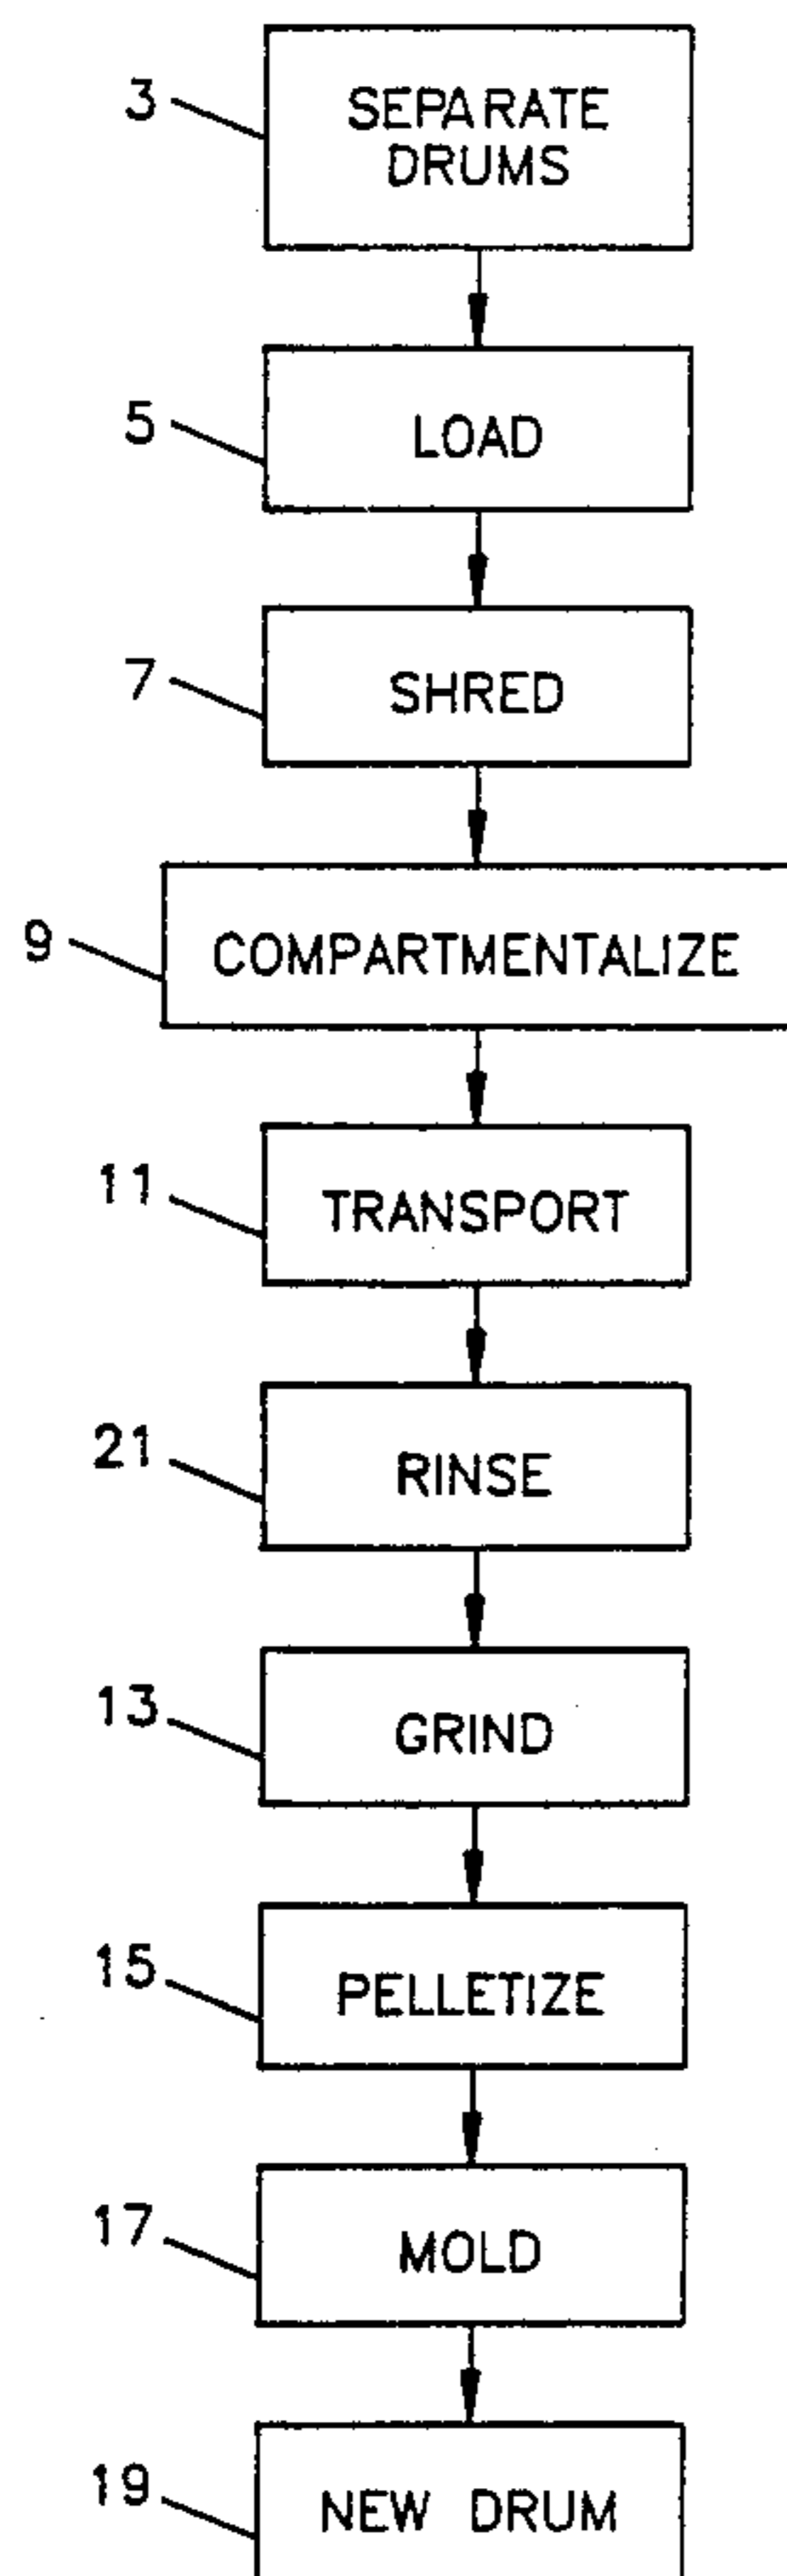 3
SEPARATE
DRUMS
5
LOAD
7
SHRED
9
COMPARTMENTALIZE
11
TRANSPORT
21
RINSE
13
GRIND
15
PELLETIZE
17
MOLD
19
NEW DRUM